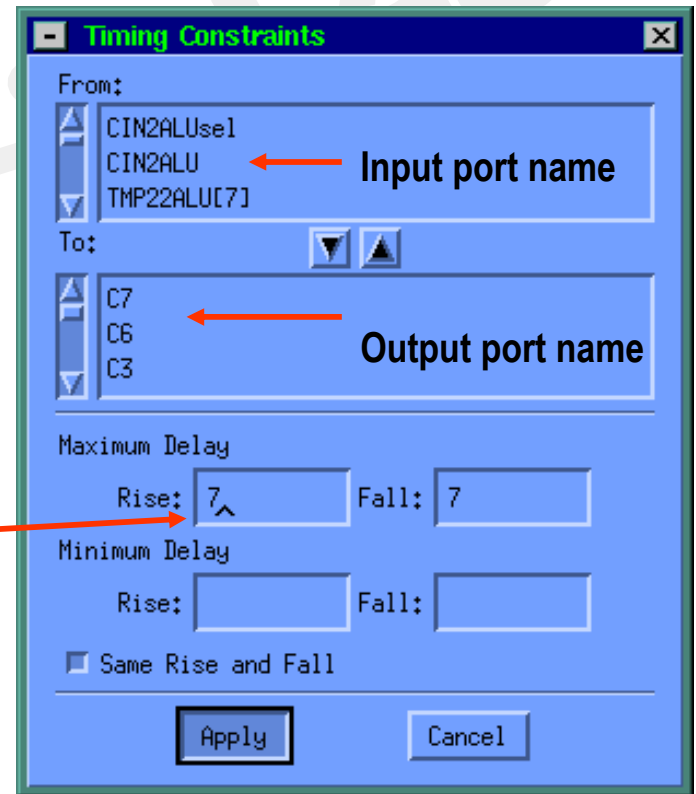 Timing Constraints
From:
CIN2ALUsel
CIN2ALU
Input port name
TMP22ALU[7]
To:
C7
C6
Output port name
C3
Maximum Delay
Rise: 7 Fall: 7
Minimum Delay
Rise: Fall:
Same Rise and Fall
Apply Cancel